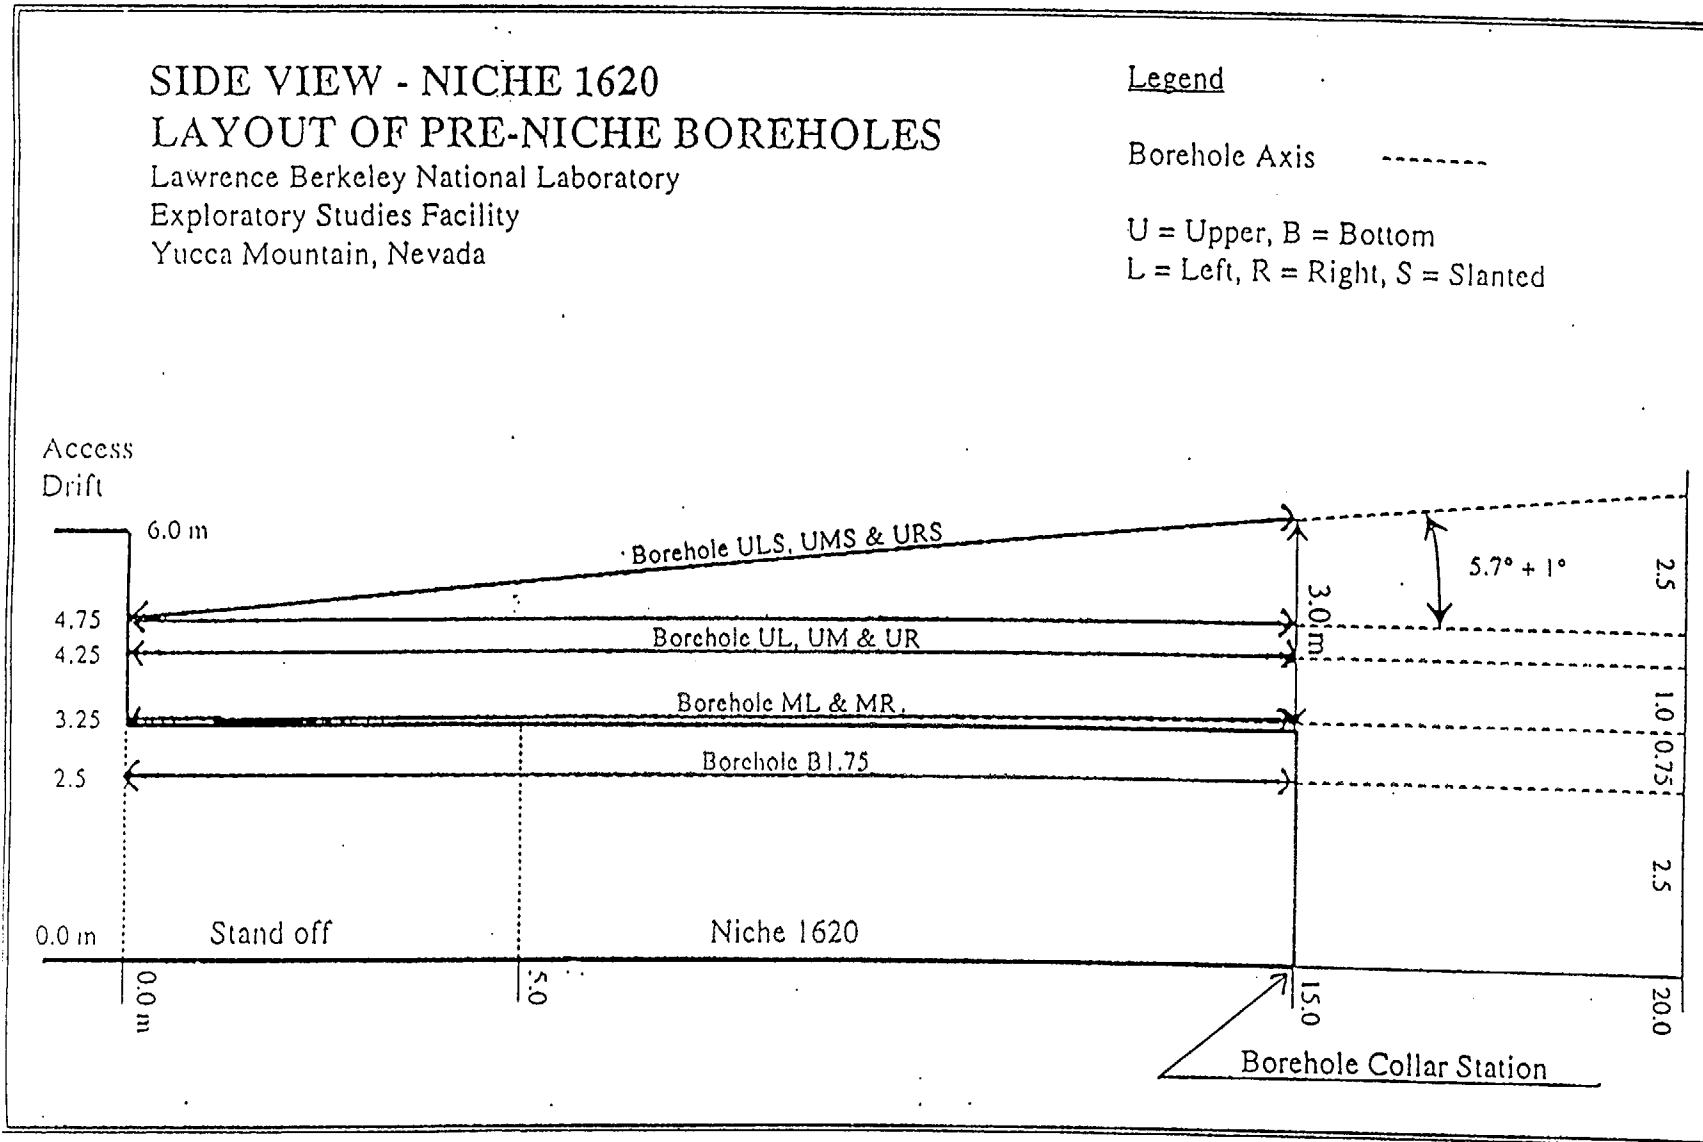 SIDE VIEW - NICHE 1620
LAYOUT OF PRE-NICHE BOREHOLES
Lawrence Berkeley National Laboratory
Exploratory Studies Facility
Yucca Mountain, Nevada
Legend
Borehole Axis --------
U = Upper, B = Bottom
L = Left, R = Right, S = Slanted
Access
Drift
6.0 m
Borehole ULS, UMS & URS
5.7° + 1°
2.5
3.0 m
4.75
Borehole UL, UM & UR
4.25
Borehole ML & MR
3.25
1.0
0.75
Borehole B1.75
2.5
2.5
0.0 m
Stand off
Niche 1620
0.0 m
5.0
15.0
20.0
Borehole Collar Station